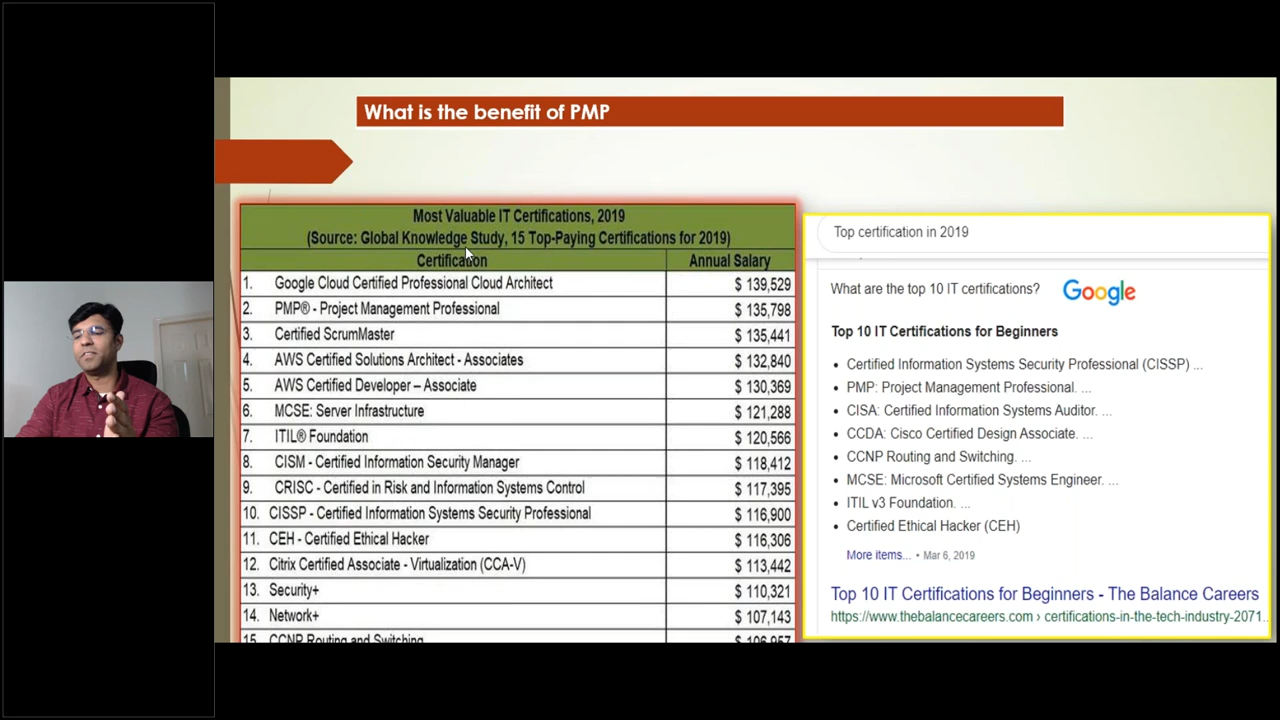 What is the benefit of PMP
Most Valuable IT Certifications, 2019
(Source: Global Knowledge Study, 15 Top-Paying Certifications for 2019)
Certification Annual Salary
1. Google Cloud Certified Professional Cloud Architect $ 139,529
2. PMP® - Project Management Professional $ 135,798
3. Certified ScrumMaster $ 135,441
4. AWS Certified Solutions Architect - Associates $ 132,840
5. AWS Certified Developer – Associate $ 130,369
6. MCSE: Server Infrastructure $ 121,288
7. ITIL® Foundation $ 120,566
8. CISM - Certified Information Security Manager $ 118,412
9. CRISC - Certified in Risk and Information Systems Control $ 117,395
10. CISSP - Certified Information Systems Security Professional $ 116,900
11. CEH - Certified Ethical Hacker $ 116,306
12. Citrix Certified Associate - Virtualization (CCA-V) $ 113,442
13. Security+ $ 110,321
14. Network+ $ 107,143
15. CCNP Routing and Switching $ 106,957
Top certification in 2019
What are the top 10 IT certifications? Google
Top 10 IT Certifications for Beginners
• Certified Information Systems Security Professional (CISSP) ...
• PMP: Project Management Professional. ...
• CISA: Certified Information Systems Auditor. ...
• CCDA: Cisco Certified Design Associate. ...
• CCNP Routing and Switching. ...
• MCSE: Microsoft Certified Systems Engineer. ...
• ITIL v3 Foundation. ...
• Certified Ethical Hacker (CEH)
More items... • Mar 6, 2019
Top 10 IT Certifications for Beginners - The Balance Careers
https://www.thebalancecareers.com › certifications-in-the-tech-industry-2071...